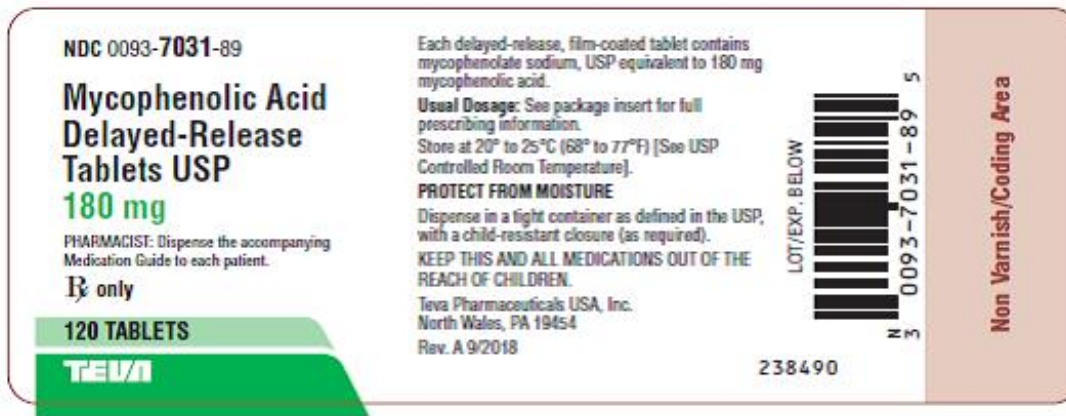 NDC 0093-7031-89
Mycophenolic Acid
Delayed-Release
Tablets USP
180 mg
PHARMACIST: Dispense the accompanying
Medication Guide to each patient.
Rx only
120 TABLETS
TEVA
Each delayed-release, film-coated tablet contains
mycophenolate sodium, USP equivalent to 180 mg
mycophenolic acid.
Usual Dosage: See package insert for full
prescribing information.
Store at 20° to 25°C (68° to 77°F) [See USP
Controlled Room Temperature].
PROTECT FROM MOISTURE
Dispense in a tight container as defined in the USP,
with a child-resistant closure (as required).
KEEP THIS AND ALL MEDICATIONS OUT OF THE
REACH OF CHILDREN.
Teva Pharmaceuticals USA, Inc.
North Wales, PA 19454
Rev. A 9/2018
238490
LOT/EXP. BELOW
N
3 0093-7031-89 5
Non Varnish/Coding Area